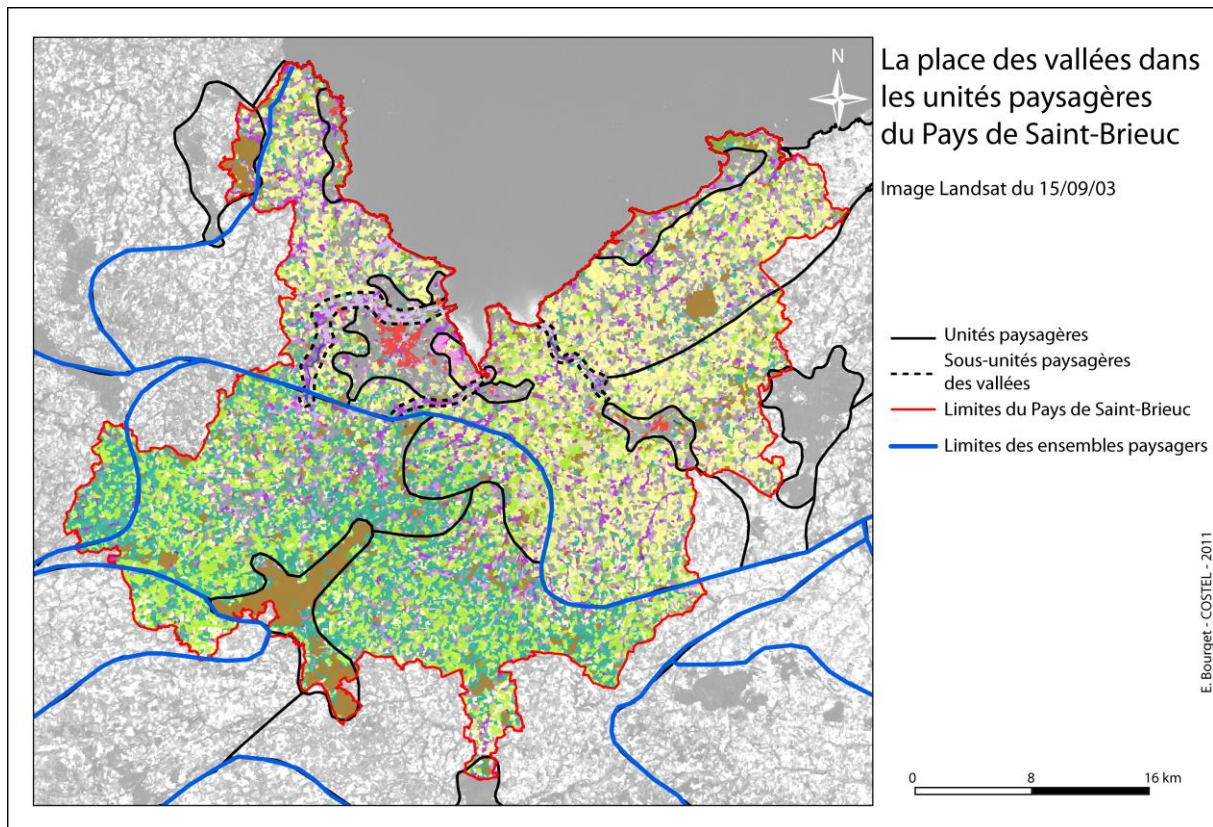 La place des vallées dans
les unités paysagères
du Pays de Saint-Brieuc
Image Landsat du 15/09/03
N
Unités paysagères
Sous-unités paysagères
des vallées
Limites du Pays de Saint-Brieuc
Limites des ensembles paysagers
E. Bourget - COSTEL - 2011
0 8 16 km